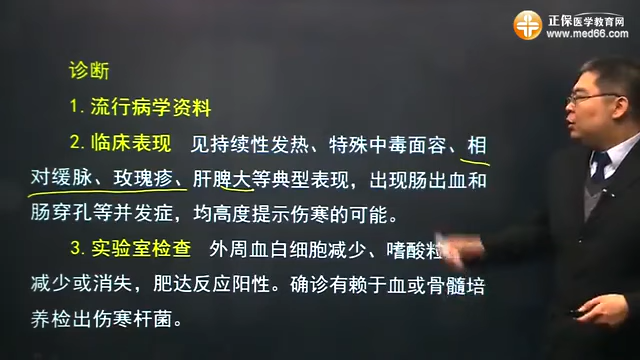 正保医学教育网
www.med66.com
诊断
1.流行病学资料
2.临床表现 见持续性发热、特殊中毒面容、相
对缓脉、玫瑰疹、肝脾大等典型表现，出现肠出血和
肠穿孔等并发症，均高度提示伤寒的可能。
3.实验室检查 外周血白细胞减少、嗜酸粒
减少或消失，肥达反应阳性。确诊有赖于血或骨髓培
养检出伤寒杆菌。